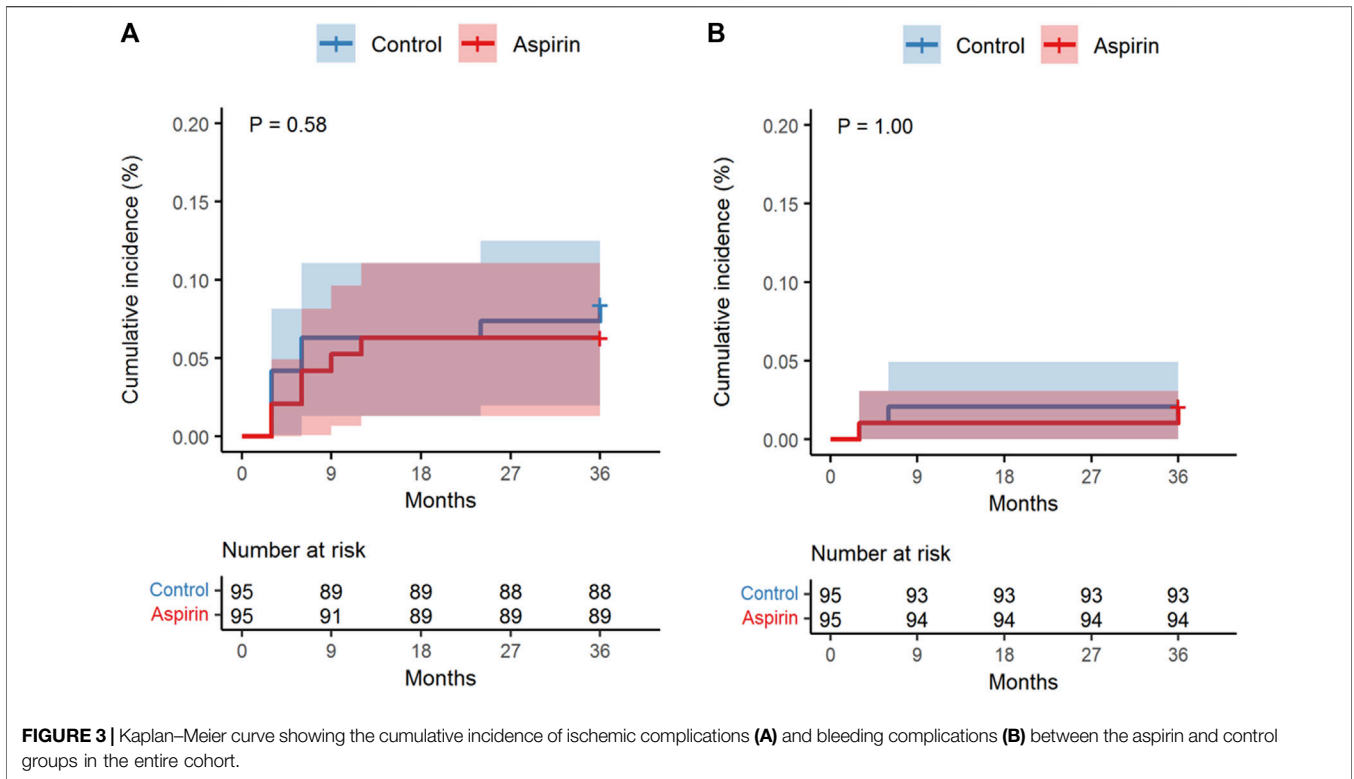 A
Control Aspirin
P = 0.58
Cumulative incidence (%)
0.20
0.15
0.10
0.05
0.00
0 9 18 27 36
Months
Number at risk
Control 95 89 89 88 88
Aspirin 95 91 89 89 89
0 9 18 27 36
Months
B
Control Aspirin
P = 1.00
Cumulative incidence (%)
0.20
0.15
0.10
0.05
0.00
0 9 18 27 36
Months
Number at risk
Control 95 93 93 93 93
Aspirin 95 94 94 94 94
0 9 18 27 36
Months
FIGURE 3 | Kaplan–Meier curve showing the cumulative incidence of ischemic complications (A) and bleeding complications (B) between the aspirin and control
groups in the entire cohort.